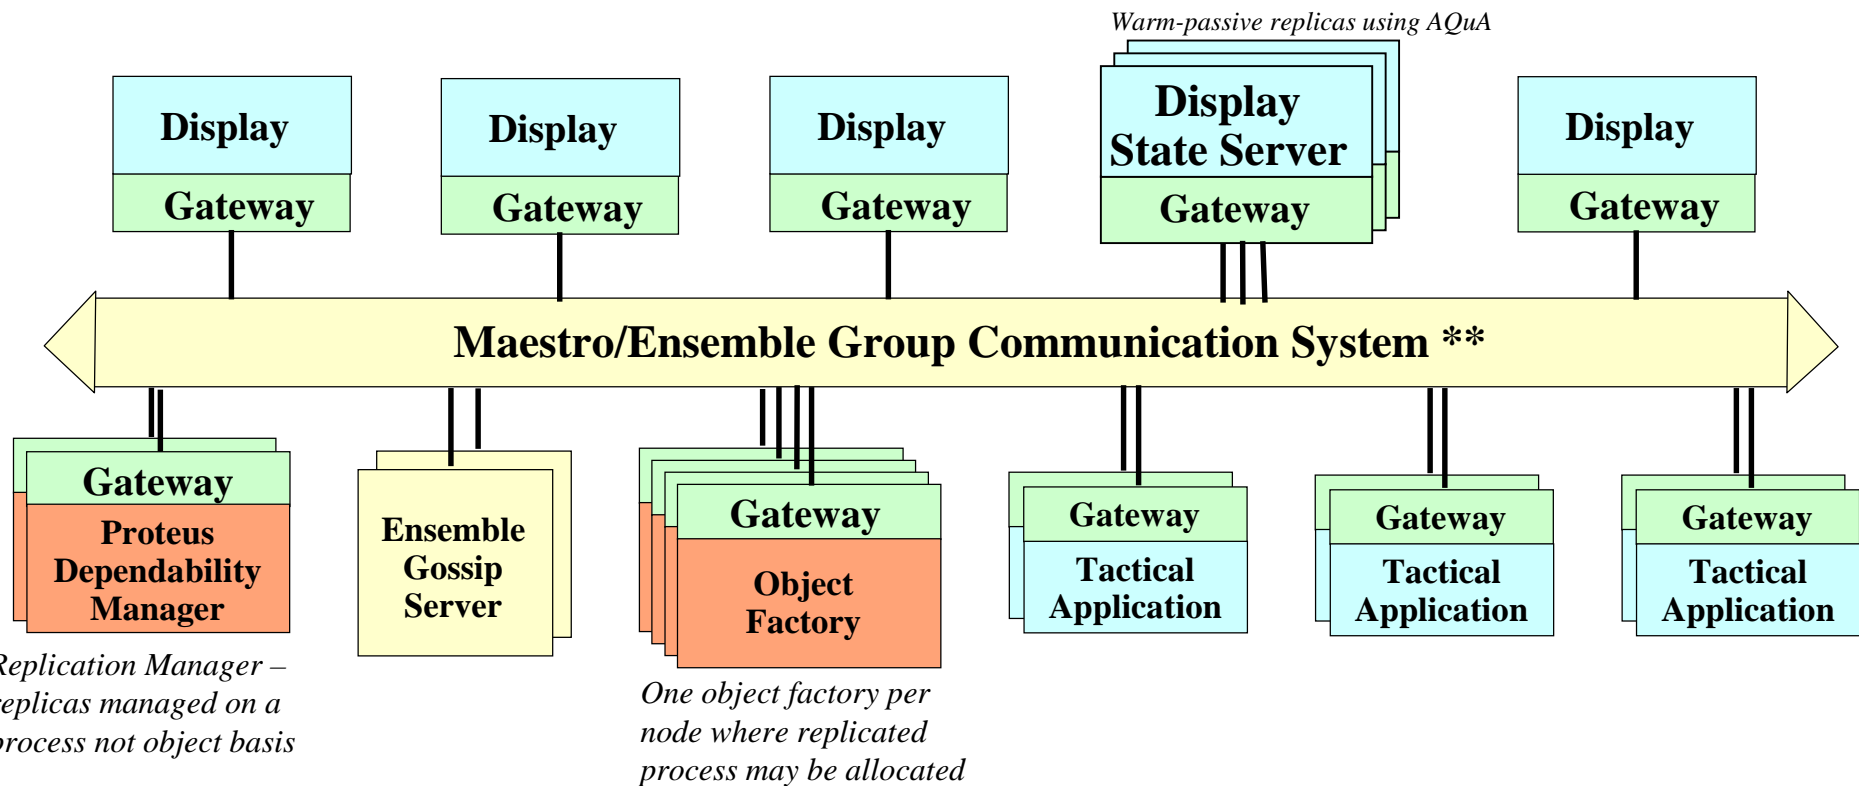 Warm-passive replicas using AQuA
Display
Gateway
Display
Gateway
Display
Gateway
Display
State Server
Gateway
Display
Gateway
Maestro/Ensemble Group Communication System **
Gateway
Proteus
Dependability
Manager
Replication Manager –
replicas managed on a
process not object basis
Ensemble
Gossip
Server
Gateway
Object
Factory
One object factory per
node where replicated
process may be allocated
Gateway
Tactical
Application
Gateway
Tactical
Application
Gateway
Tactical
Application